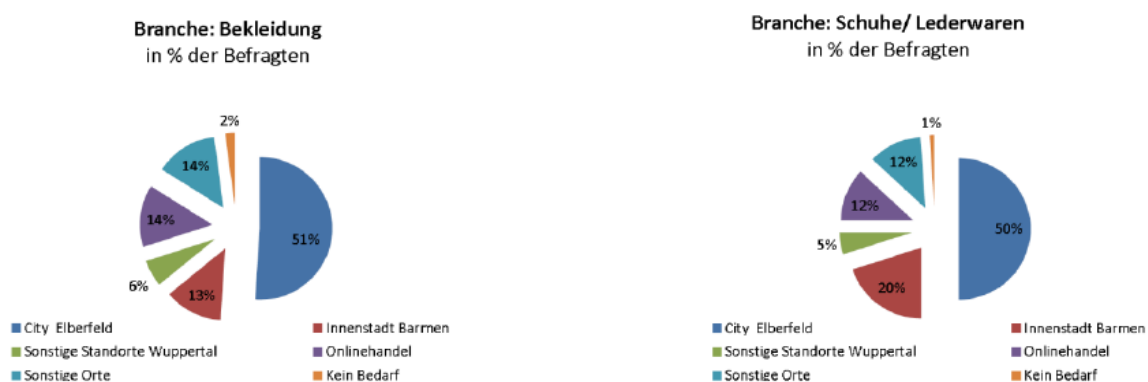 Branche: Bekleidung
in % der Befragten
2%
14%
14%
51%
6%
13%
City Elberfeld
Innenstadt Barmen
Sonstige Standorte Wuppertal
Onlinehandel
Sonstige Orte
Kein Bedarf
Branche: Schuhe/ Lederwaren
in % der Befragten
1%
12%
12%
50%
5%
20%
City Elberfeld
Innenstadt Barmen
Sonstige Standorte Wuppertal
Onlinehandel
Sonstige Orte
Kein Bedarf